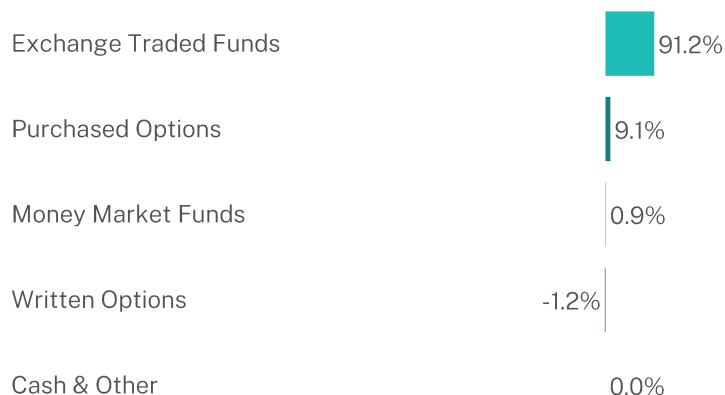 Exchange Traded Funds 91.2%
Purchased Options 9.1%
Money Market Funds 0.9%
Written Options -1.2%
Cash & Other 0.0%